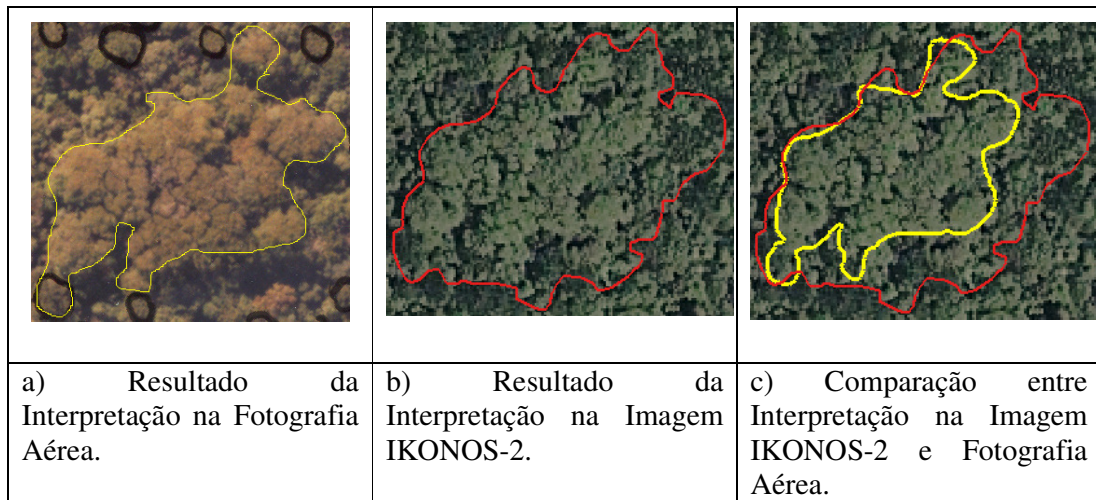 a) Resultado da
Interpretação na Fotografia
Aérea.
b) Resultado da
Interpretação na Imagem
IKONOS-2.
c) Comparação entre
Interpretação na Imagem
IKONOS-2 e Fotografia
Aérea.